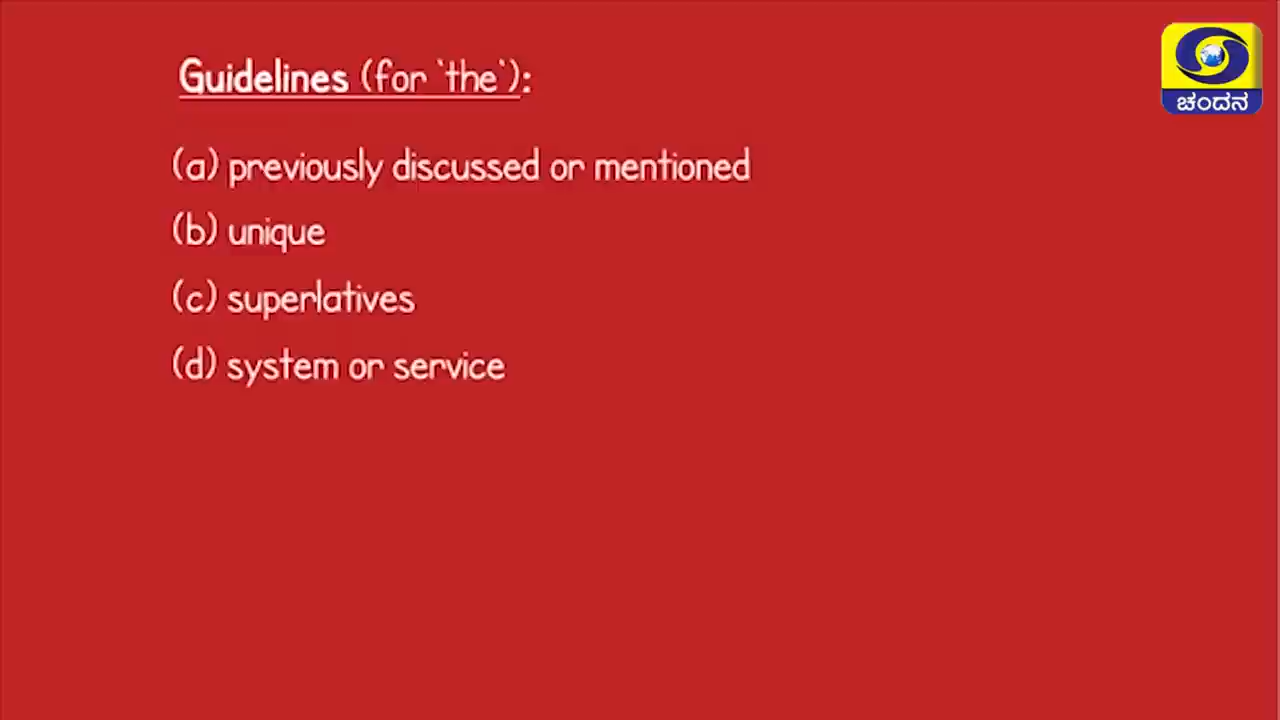 Guidelines (for 'the'):
(a) previously discussed or mentioned
(b) unique
(c) superlatives
(d) system or service
ಚಂದನ